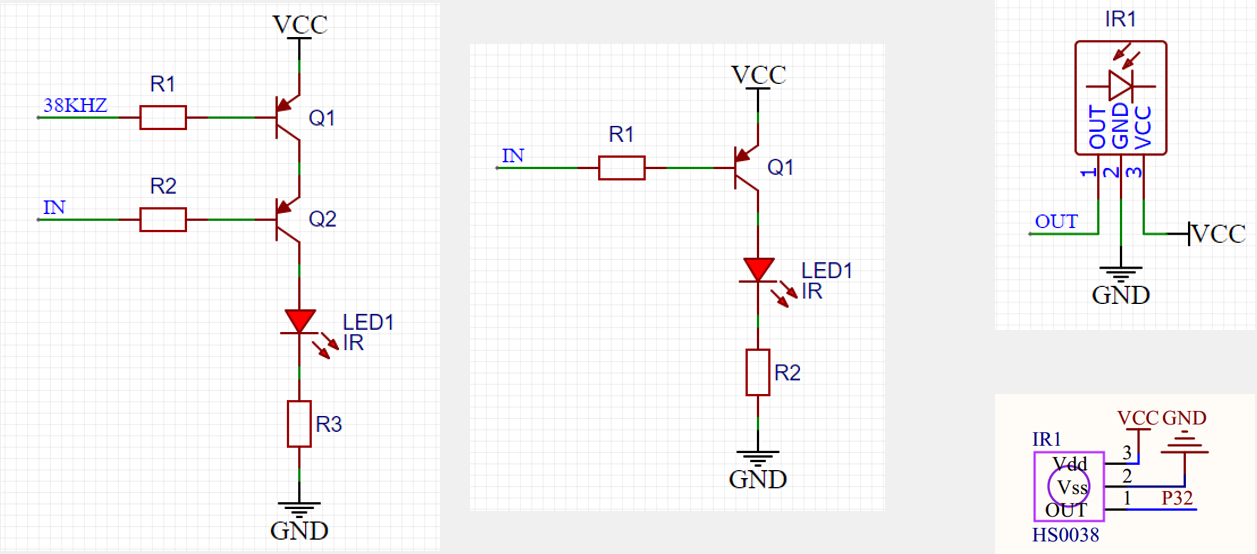 VCC
R1
38KHZ
Q1
R2
IN
Q2
LED1
IR
R3
GND
VCC
R1
IN
Q1
LED1
IR
R2
GND
IR1
OUT
GND
VCC
1
2
3
OUT
VCC
GND
VCC GND
IR1
Vdd 3
Vss 2
OUT 1 P32
HS0038